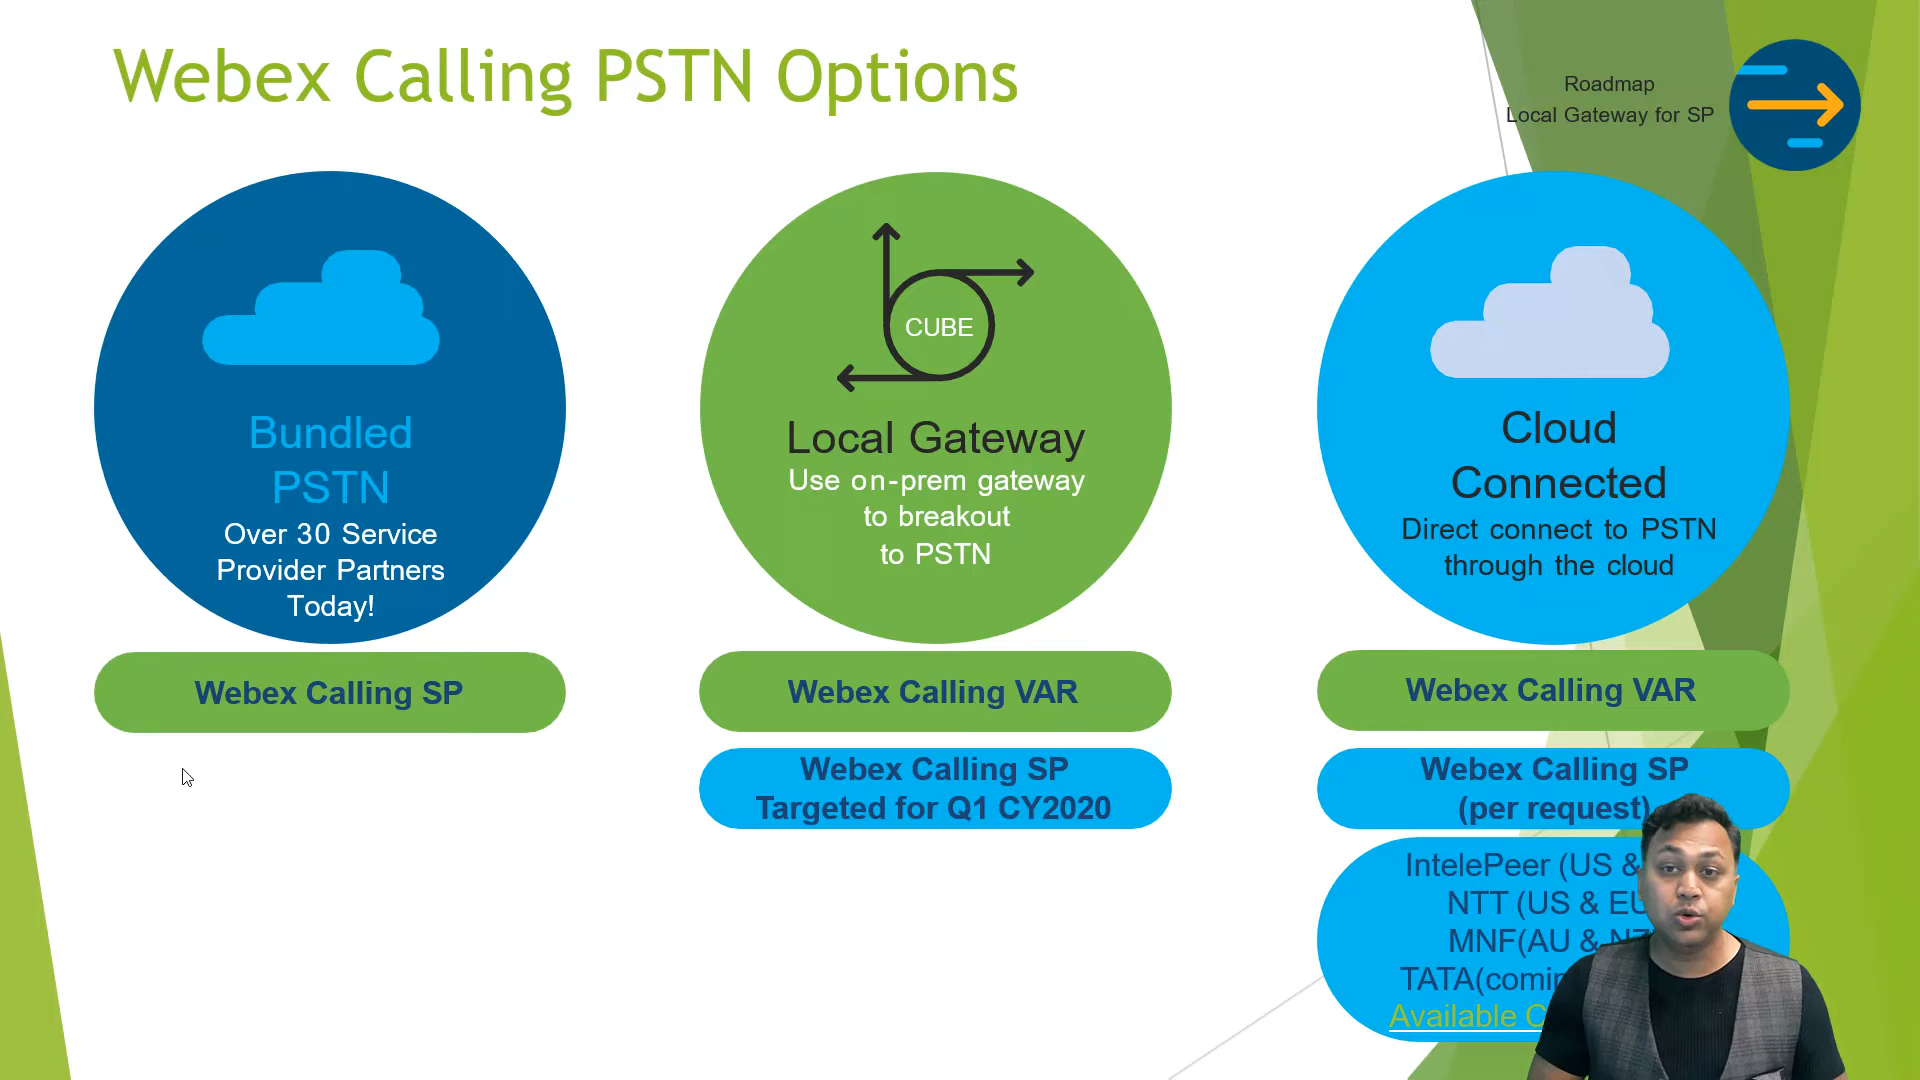 Webex Calling PSTN Options
Roadmap
Local Gateway for SP
Bundled
PSTN
Over 30 Service
Provider Partners
Today!
Webex Calling SP
CUBE
Local Gateway
Use on-prem gateway
to breakout
to PSTN
Webex Calling VAR
Webex Calling SP
Targeted for Q1 CY2020
Cloud
Connected
Direct connect to PSTN
through the cloud
Webex Calling VAR
Webex Calling SP
(per request)
IntelePeer (US &
NTT (US & EU
MNF(AU & NZ
TATA(comin
Available C